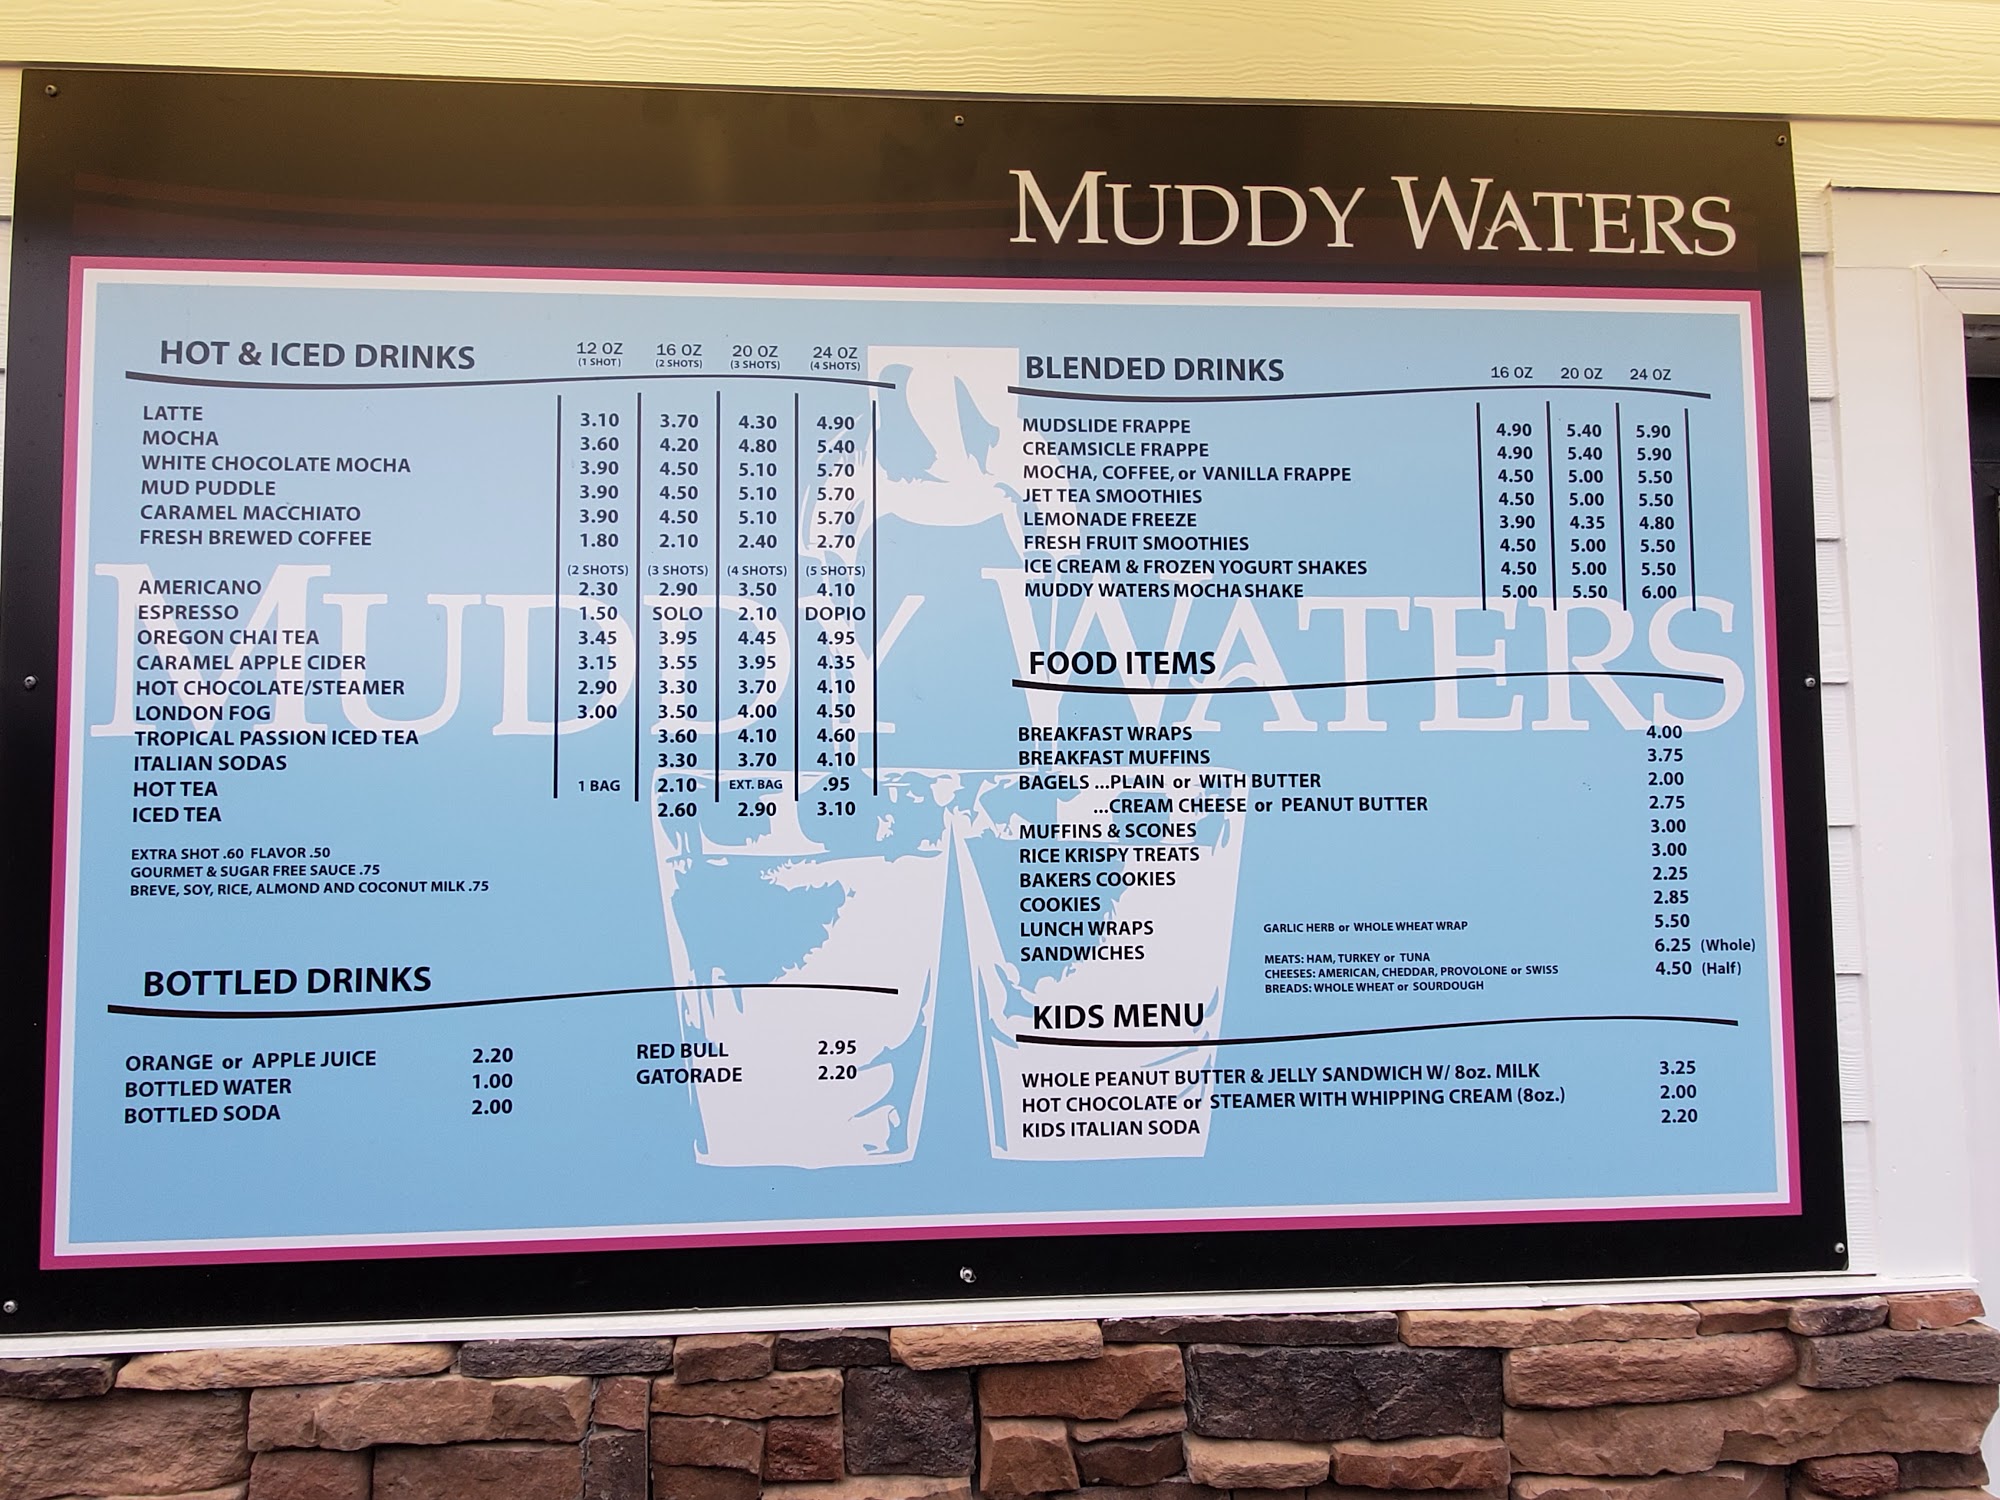 MUDDY WATERS
HOT & ICED DRINKS 12 OZ 16 OZ 20 OZ 24 OZ
(1 SHOT) (2 SHOTS) (3 SHOTS) (4 SHOTS)
LATTE 3.10 3.70 4.30 4.90
MOCHA 3.60 4.20 4.80 5.40
WHITE CHOCOLATE MOCHA 3.90 4.50 5.10 5.70
MUD PUDDLE 3.90 4.50 5.10 5.70
CARAMEL MACCHIATO 3.90 4.50 5.10 5.70
FRESH BREWED COFFEE 1.80 2.10 2.40 2.70
(2 SHOTS) (3 SHOTS) (4 SHOTS) (5 SHOTS)
AMERICANO 2.30 2.90 3.50 4.10
ESPRESSO 1.50 SOLO 2.10 DOPIO
OREGON CHAI TEA 3.45 3.95 4.45 4.95
CARAMEL APPLE CIDER 3.15 3.55 3.95 4.35
HOT CHOCOLATE/STEAMER 2.90 3.30 3.70 4.10
LONDON FOG 3.00 3.50 4.00 4.50
TROPICAL PASSION ICED TEA 3.60 4.10 4.60
ITALIAN SODAS 3.30 3.70 4.10
HOT TEA 1 BAG 2.10 EXT. BAG .95
ICED TEA 2.60 2.90 3.10
EXTRA SHOT .60 FLAVOR .50
GOURMET & SUGAR FREE SAUCE .75
BREVE, SOY, RICE, ALMOND AND COCONUT MILK .75
BOTTLED DRINKS
ORANGE or APPLE JUICE 2.20
BOTTLED WATER 1.00
BOTTLED SODA 2.00
RED BULL 2.95
GATORADE 2.20
BLENDED DRINKS 16 OZ 20 OZ 24 OZ
MUDSLIDE FRAPPE 4.90 5.40 5.90
CREAMSICLE FRAPPE 4.90 5.40 5.90
MOCHA, COFFEE, or VANILLA FRAPPE 4.50 5.00 5.50
JET TEA SMOOTHIES 4.50 5.00 5.50
LEMONADE FREEZE 3.90 4.35 4.80
FRESH FRUIT SMOOTHIES 4.50 5.00 5.50
ICE CREAM & FROZEN YOGURT SHAKES 4.50 5.00 5.50
MUDDY WATERS MOCHA SHAKE 5.00 5.50 6.00
FOOD ITEMS
BREAKFAST WRAPS 4.00
BREAKFAST MUFFINS 3.75
BAGELS ...PLAIN or WITH BUTTER 2.00
...CREAM CHEESE or PEANUT BUTTER 2.75
MUFFINS & SCONES 3.00
RICE KRISPY TREATS 3.00
BAKERS COOKIES 2.25
COOKIES 2.85
LUNCH WRAPS GARLIC HERB or WHOLE WHEAT WRAP 5.50
SANDWICHES 6.25 (Whole)
MEATS: HAM, TURKEY or TUNA
CHEESES: AMERICAN, CHEDDAR, PROVOLONE or SWISS 4.50 (Half)
BREADS: WHOLE WHEAT or SOURDOUGH
KIDS MENU
WHOLE PEANUT BUTTER & JELLY SANDWICH W/ 8oz. MILK 3.25
HOT CHOCOLATE or STEAMER WITH WHIPPING CREAM (8oz.) 2.00
KIDS ITALIAN SODA 2.20
MUDDY WATERS